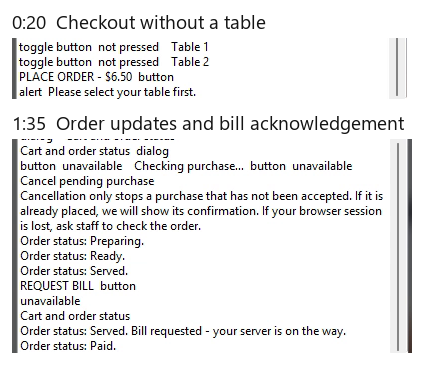 0:20 Checkout without a table
toggle button not pressed Table 1
toggle button not pressed Table 2
PLACE ORDER - $6.50 button
alert Please select your table first.
1:35 Order updates and bill acknowledgement
Cart and order status dialog
button unavailable Checking purchase... button unavailable
Cancel pending purchase
Cancellation only stops a purchase that has not been accepted. If it is
already placed, we will show its confirmation. If your browser session
is lost, ask staff to check the order.
Order status: Preparing.
Order status: Ready.
Order status: Served.
REQUEST BILL button
unavailable
Cart and order status
Order status: Served. Bill requested - your server is on the way.
Order status: Paid.